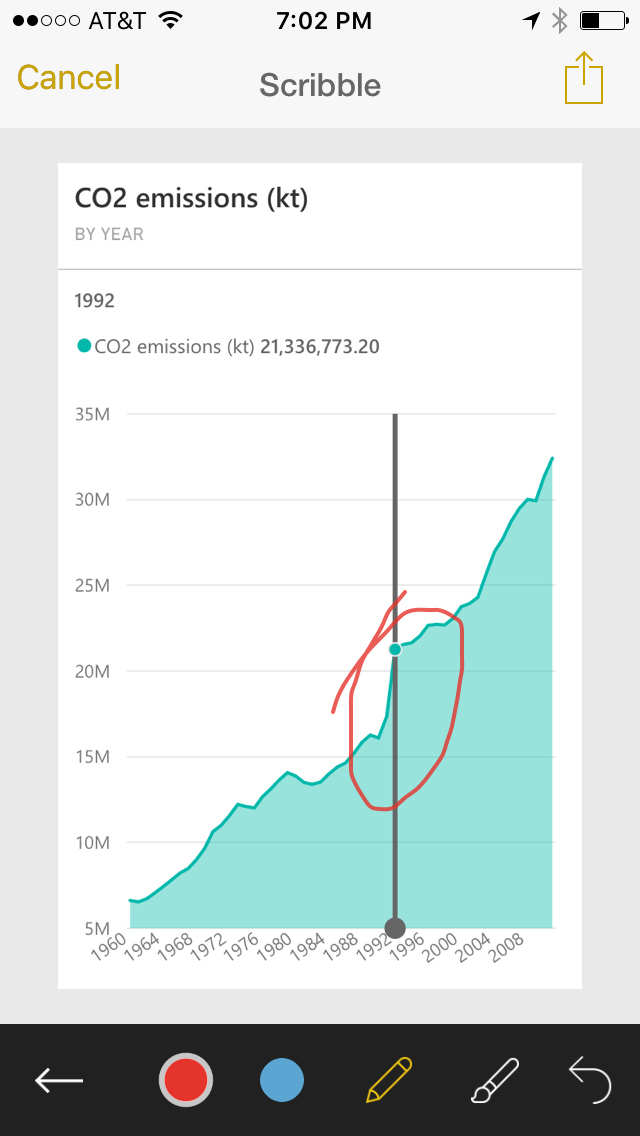 AT&T 7:02 PM
Cancel Scribble
CO2 emissions (kt)
BY YEAR
1992
CO2 emissions (kt) 21,336,773.20
35M
30M
25M
20M
15M
10M
5M
1960 1964 1968 1972 1976 1980 1984 1988 1992 1996 2000 2004 2008